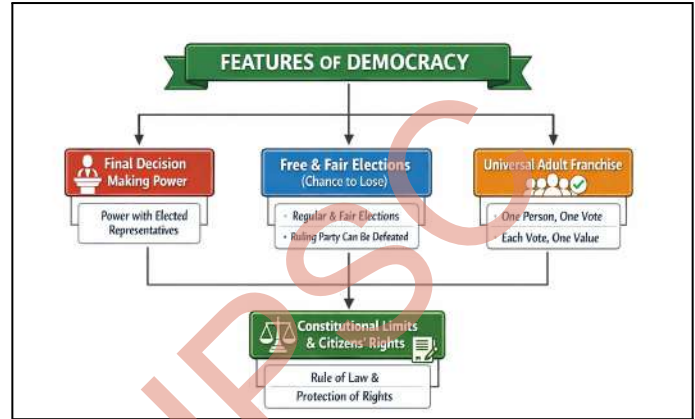 FEATURES OF DEMOCRACY
Final Decision
Making Power
Power with Elected
Representatives
Free & Fair Elections
(Chance to Lose)
• Regular & Fair Elections
• Ruling Party Can Be Defeated
Universal Adult Franchise
• One Person, One Vote
• Each Vote, One Value
Constitutional Limits
& Citizens' Rights
Rule of Law &
Protection of Rights